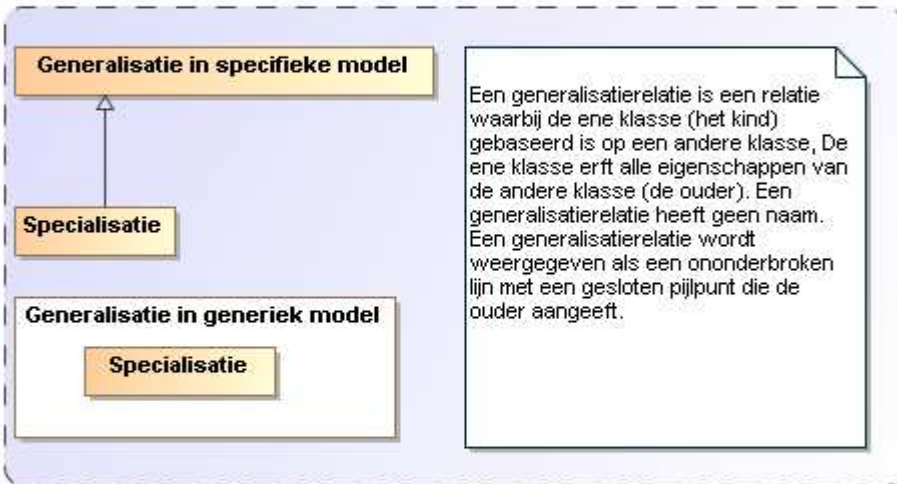 Generalisatie in specifieke model
Specialisatie
Generalisatie in generiek model
Specialisatie
Een generalisatierelatie is een relatie
waarbij de ene klasse (het kind)
gebaseerd is op een andere klasse, De
ene klasse erft alle eigenschappen van
de andere klasse (de ouder). Een
generalisatierelatie heeft geen naam.
Een generalisatierelatie wordt
weergegeven als een ononderbroken
lijn met een gesloten pijlpunt die de
ouder aangeeft.